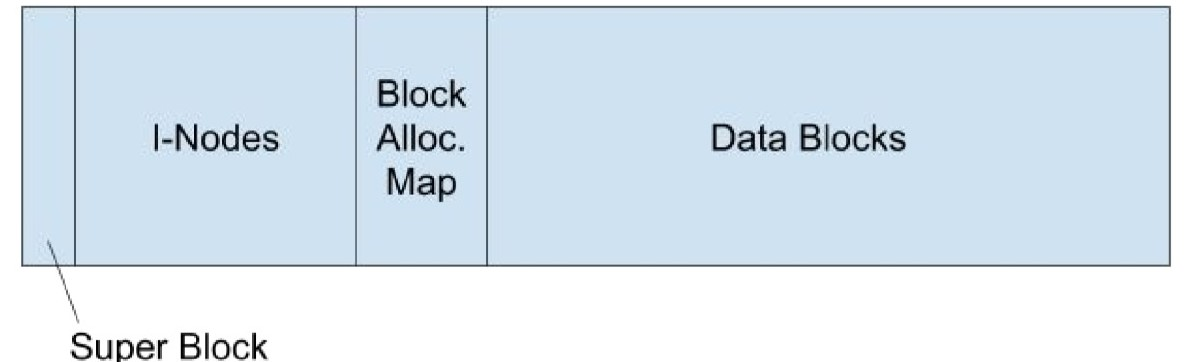 I-Nodes
Block
Alloc.
Map
Data Blocks
Super Block